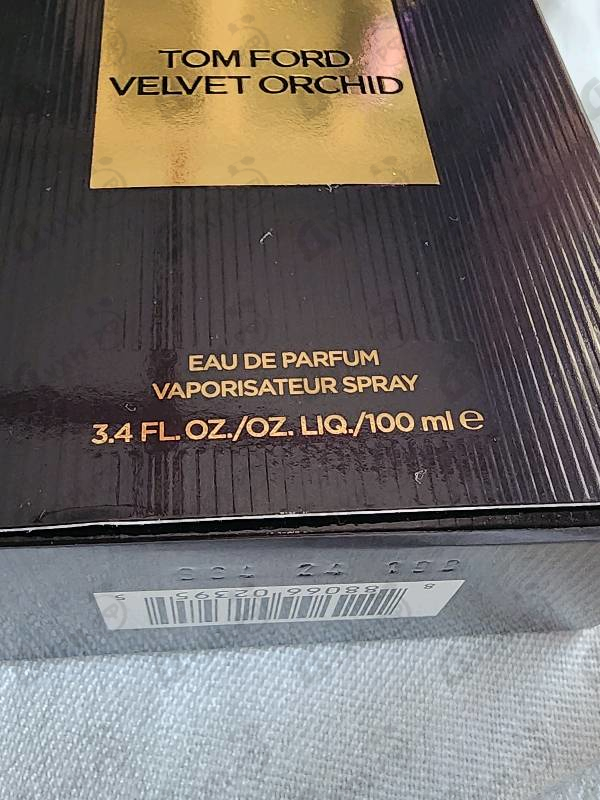 TOM FORD
VELVET ORCHID
EAU DE PARFUM
VAPORISATEUR SPRAY
3.4 FL. OZ./OZ. LIQ./100 ml ℮